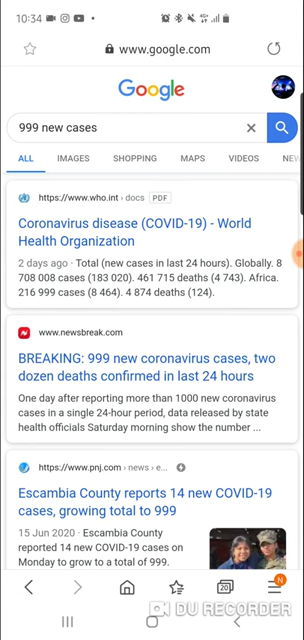 10:34
www.google.com
Google
999 new cases
ALL IMAGES SHOPPING MAPS VIDEOS
https://www.who.int › docs PDF
Coronavirus disease (COVID-19) - World
Health Organization
2 days ago · Total (new cases in last 24 hours). Globally. 8
708 008 cases (183 020). 461 715 deaths (4 743). Africa.
216 999 cases (8 464). 4 874 deaths (124).
www.newsbreak.com
BREAKING: 999 new coronavirus cases, two
dozen deaths confirmed in last 24 hours
One day after reporting more than 1000 new coronavirus
cases in a single 24-hour period, data released by state
health officials Saturday morning show the number ...
https://www.pnj.com › news › e...
Escambia County reports 14 new COVID-19
cases, growing total to 999
15 Jun 2020 · Escambia County
reported 14 new COVID-19 cases on
Monday to grow to a total of 999.
20
N
DU RECORDER